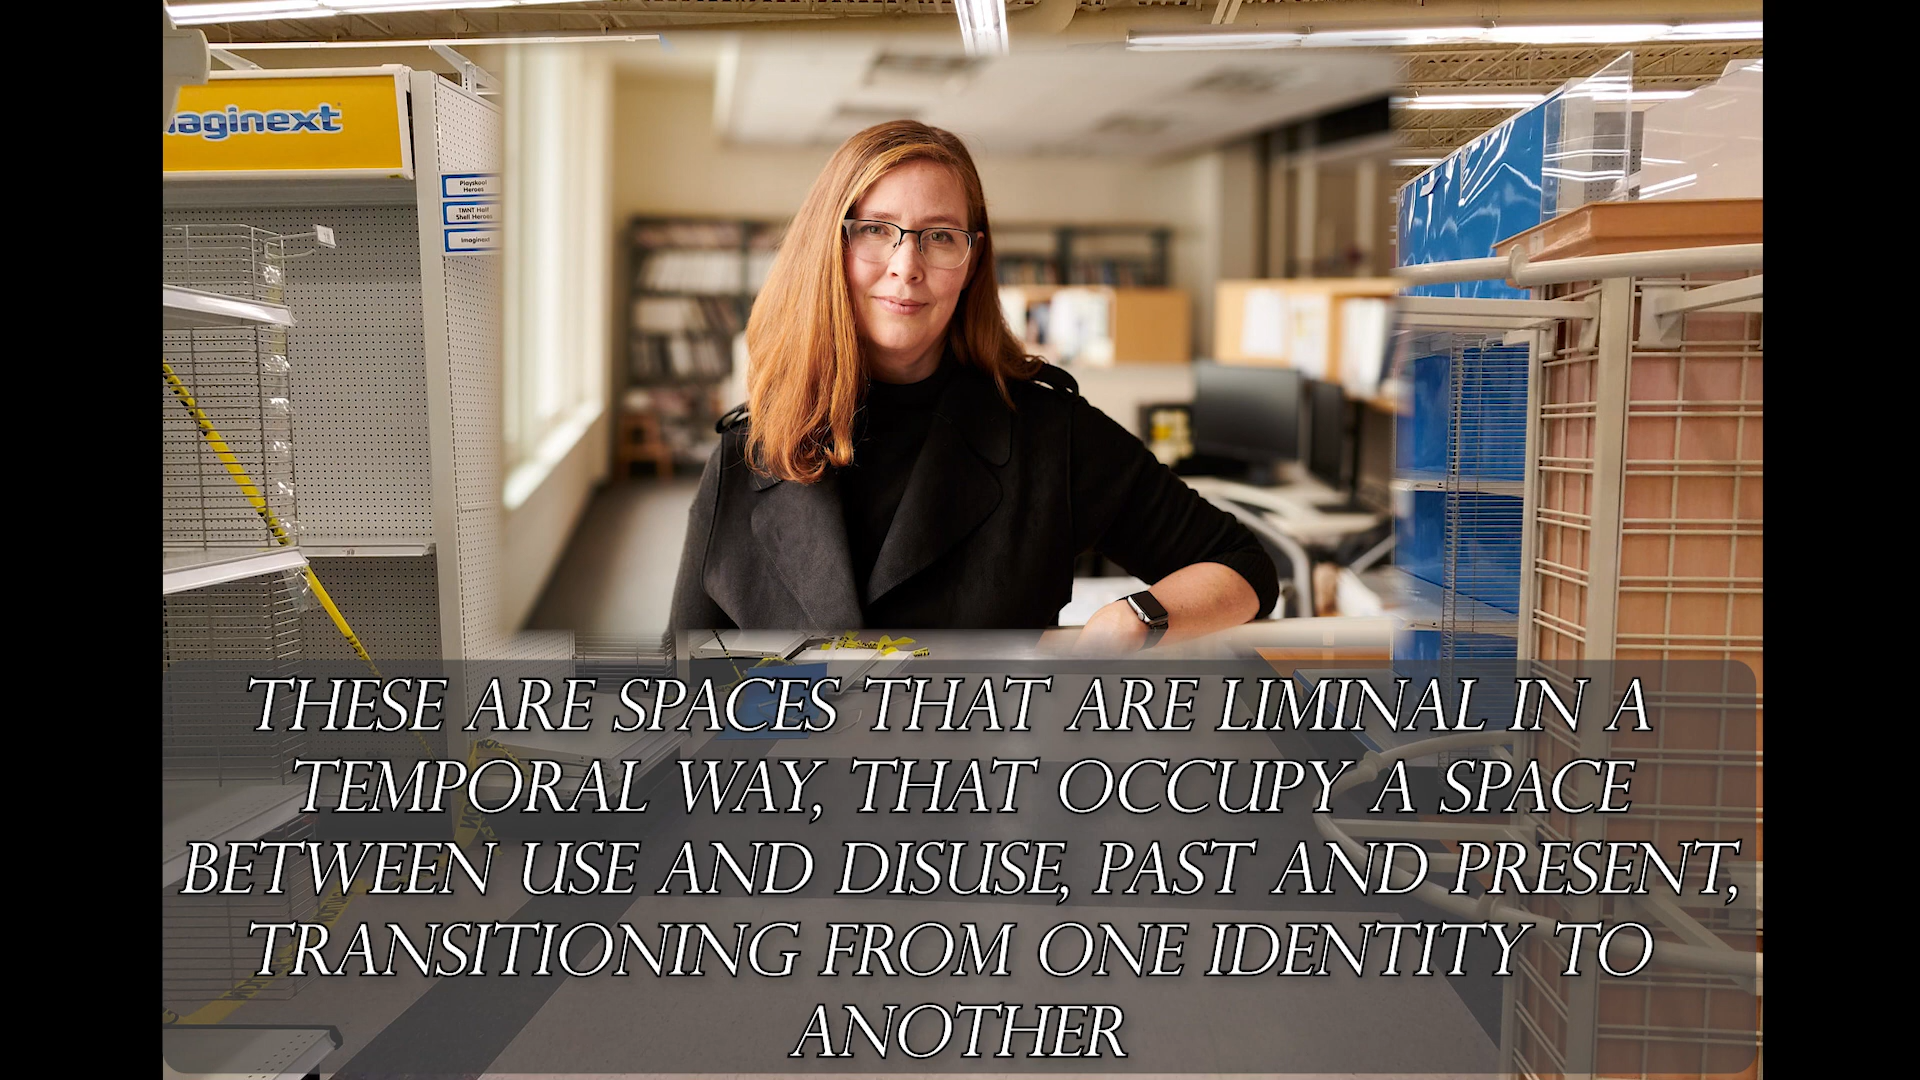 aginext
Playskool
Heroes
TMNT Half
Shell Heroes
Imaginext
THESE ARE SPACES THAT ARE LIMINAL IN A
TEMPORAL WAY, THAT OCCUPY A SPACE
BETWEEN USE AND DISUSE, PAST AND PRESENT,
TRANSITIONING FROM ONE IDENTITY TO
ANOTHER